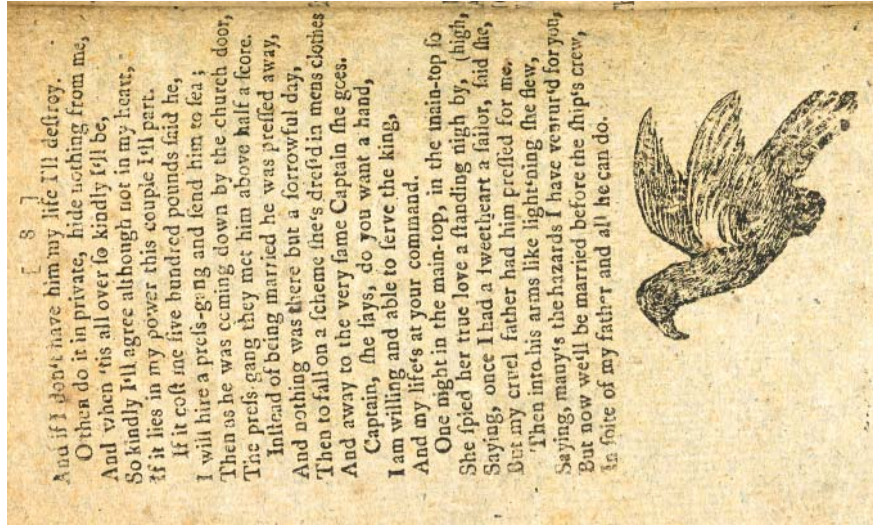 [ 8 ]
And if I don't have him my life I'll deſtroy.
O then do it in private, hide nothing from me,
And when 'tis all over ſo kindly I'll be,
So kindly I'll agree although not in my heart,
If it lies in my power this couple I'll part.
If it coſt me five hundred pounds ſaid he,
I will hire a preſs-gang and ſend him to ſea;
Then as he was coming down by the church door,
The preſs-gang they met him above half a ſcore.
Inſtead of being married he was preſſed away,
And nothing was there but a ſorrowful day,
Then to fall on a ſcheme ſhe's dreſ'd in mens clothes
And away to the very ſame Captain ſhe goes.
Captain, ſhe ſays, do you want a hand,
I am willing and able to ſerve the king,
And my life's at your command.
One night in the main-top, in the main-top ſo
She ſpied her true love a ſtanding nigh by, (high,
Saying, once I had a ſweetheart a ſailor, ſaid ſhe,
But my cruel father had him preſſed for me.
Then into his arms like light'ning ſhe flew,
Saying, many's the hazards I have ventur'd for you,
But now we'll be married before the ſhip's crew,
In ſpite of my father and all he can do.